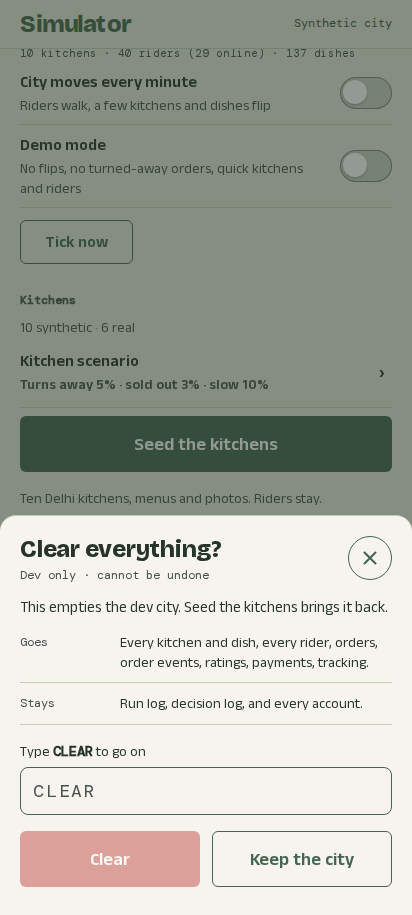 Simulator
Synthetic city
10 kitchens · 40 riders (29 online) · 137 dishes
City moves every minute
Riders walk, a few kitchens and dishes flip
Demo mode
No flips, no turned-away orders, quick kitchens
and riders
Tick now
Kitchens
10 synthetic · 6 real
Kitchen scenario
Turns away 5% · sold out 3% · slow 10%
›
Seed the kitchens
Ten Delhi kitchens, menus and photos. Riders stay.
Clear everything?
Dev only · cannot be undone
This empties the dev city. Seed the kitchens brings it back.
Goes
Every kitchen and dish, every rider, orders,
order events, ratings, payments, tracking.
Stays
Run log, decision log, and every account.
Type CLEAR to go on
CLEAR
Clear
Keep the city